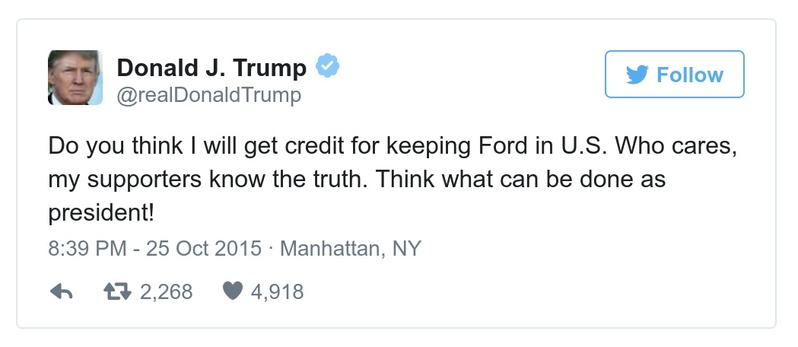 Donald J. Trump
Follow
@realDonaldTrump
Do you think I will get credit for keeping Ford in U.S. Who cares,
my supporters know the truth. Think what can be done as
president!
8:39 PM - 25 Oct 2015 · Manhattan, NY
2,268 4,918